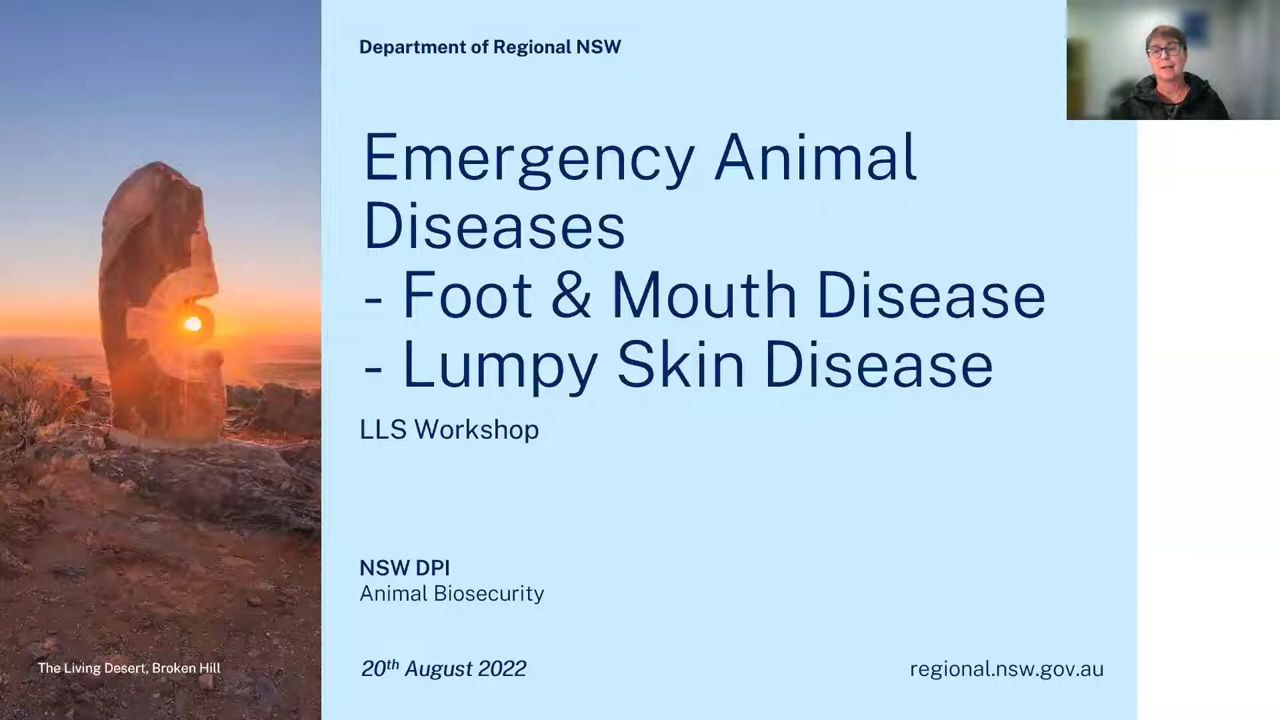 Department of Regional NSW
Emergency Animal
Diseases
- Foot & Mouth Disease
- Lumpy Skin Disease
LLS Workshop
NSW DPI
Animal Biosecurity
The Living Desert, Broken Hill
20th August 2022
regional.nsw.gov.au